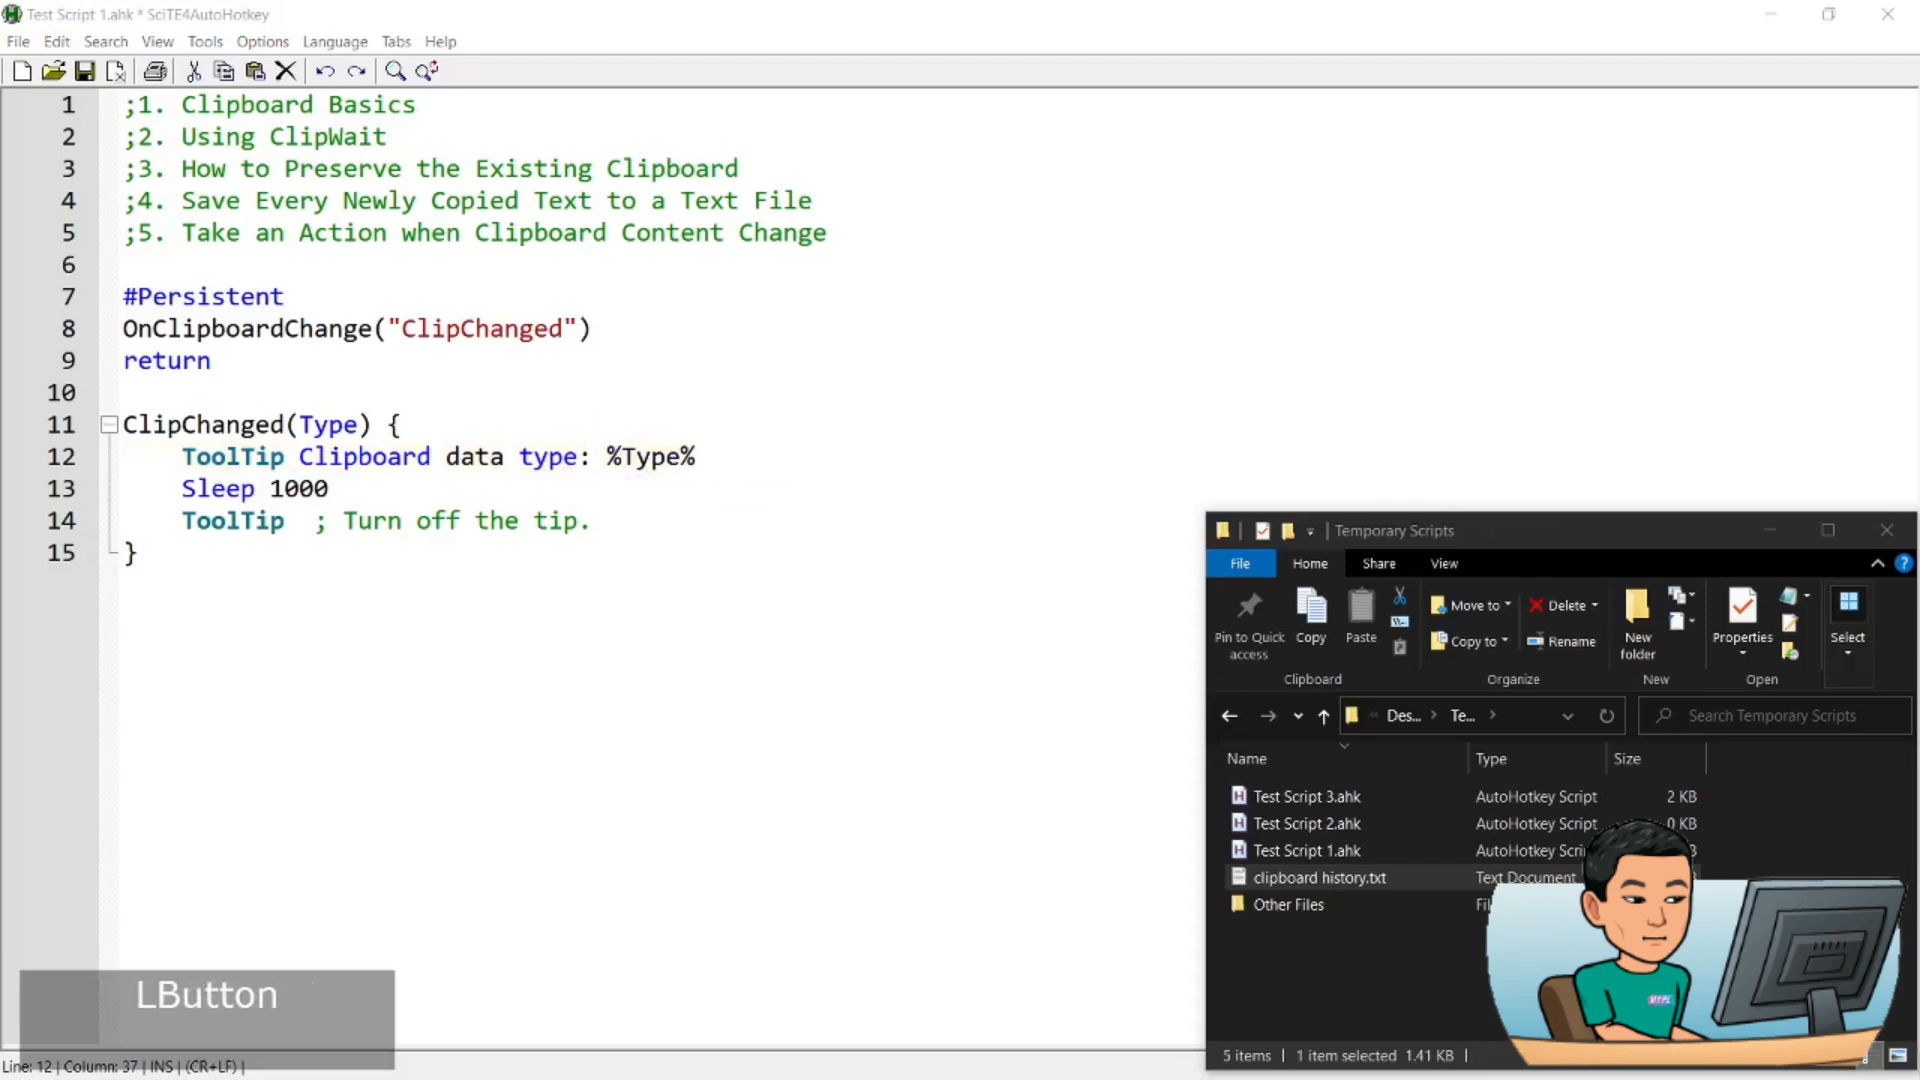 Test Script 1.ahk * SciTE4AutoHotkey
File Edit Search View Tools Options Language Tabs Help
1 ;1. Clipboard Basics
2 ;2. Using ClipWait
3 ;3. How to Preserve the Existing Clipboard
4 ;4. Save Every Newly Copied Text to a Text File
5 ;5. Take an Action when Clipboard Content Change
6
7 #Persistent
8 OnClipboardChange("ClipChanged")
9 return
10
11 ClipChanged(Type) {
12 ToolTip Clipboard data type: %Type%
13 Sleep 1000
14 ToolTip ; Turn off the tip.
15 }
Temporary Scripts
File Home Share View
Pin to Quick access
Copy
Paste
Move to
Copy to
Delete
Rename
New folder
Properties
Select
Clipboard Organize New Open
Des... Te... Search Temporary Scripts
Name Type Size
Test Script 3.ahk AutoHotkey Script 2 KB
Test Script 2.ahk AutoHotkey Script 0 KB
Test Script 1.ahk AutoHotkey Scri
clipboard history.txt Text Document
Other Files Fil
5 items 1 item selected 1.41 KB
LButton
Line: 12 | Column: 37 | INS | (CR+LF) |